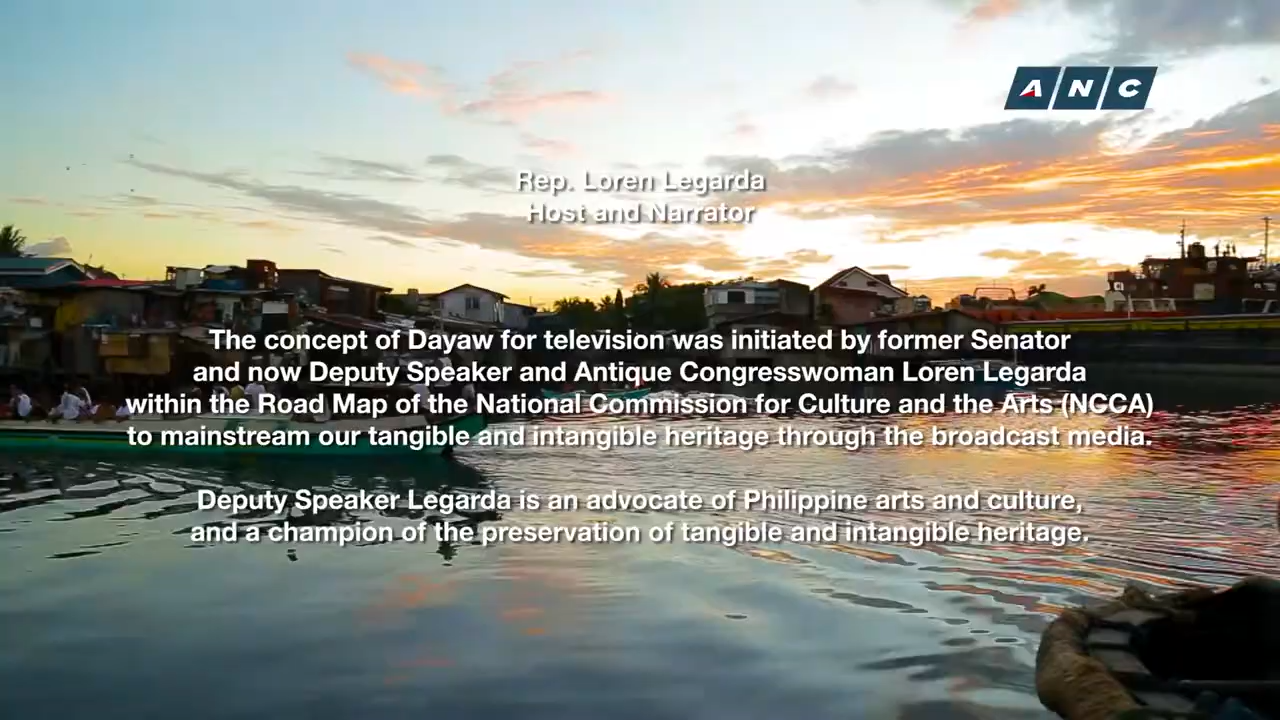 ANC
Rep. Loren Legarda
Host and Narrator
The concept of Dayaw for television was initiated by former Senator
and now Deputy Speaker and Antique Congresswoman Loren Legarda
within the Road Map of the National Commission for Culture and the Arts (NCCA)
to mainstream our tangible and intangible heritage through the broadcast media.
Deputy Speaker Legarda is an advocate of Philippine arts and culture,
and a champion of the preservation of tangible and intangible heritage.